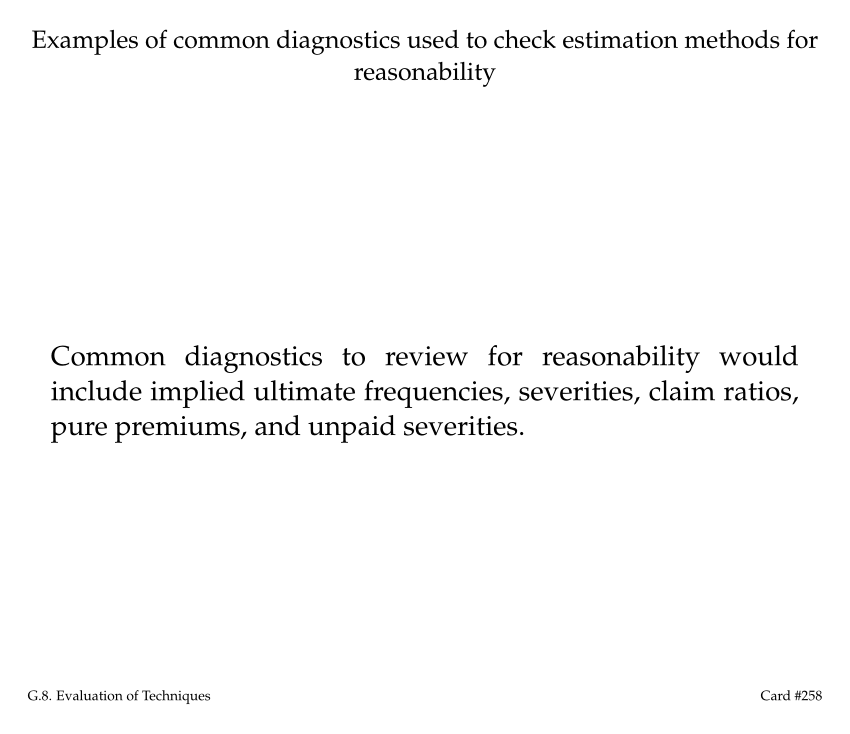 Examples of common diagnostics used to check estimation methods for
reasonability
Common diagnostics to review for reasonability would
include implied ultimate frequencies, severities, claim ratios,
pure premiums, and unpaid severities.
G.8. Evaluation of Techniques
Card #258